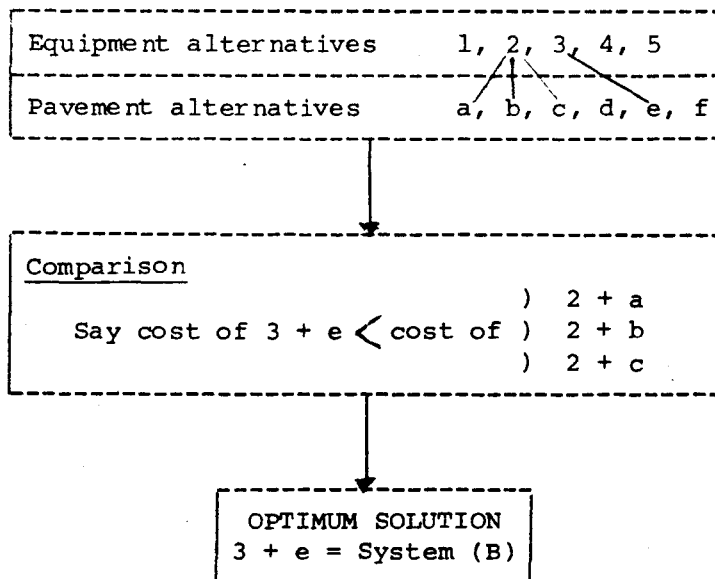 Equipment alternatives 1, 2, 3, 4, 5
Pavement alternatives a, b, c, d, e, f
Comparison
) 2 + a
Say cost of 3 + e < cost of ) 2 + b
) 2 + c
OPTIMUM SOLUTION
3 + e = System (B)